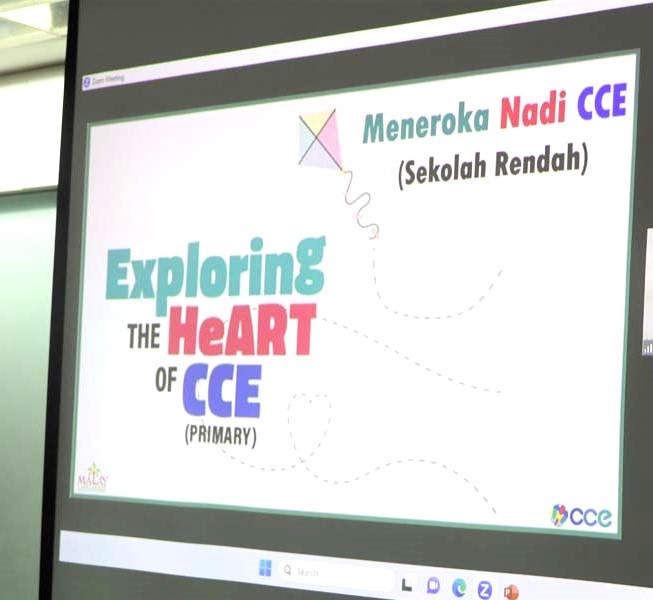 Zoom Meeting
Meneroka Nadi CCE
(Sekolah Rendah)
Exploring
THE HeART
OF CCE
(PRIMARY)
MALAY
cce
Search